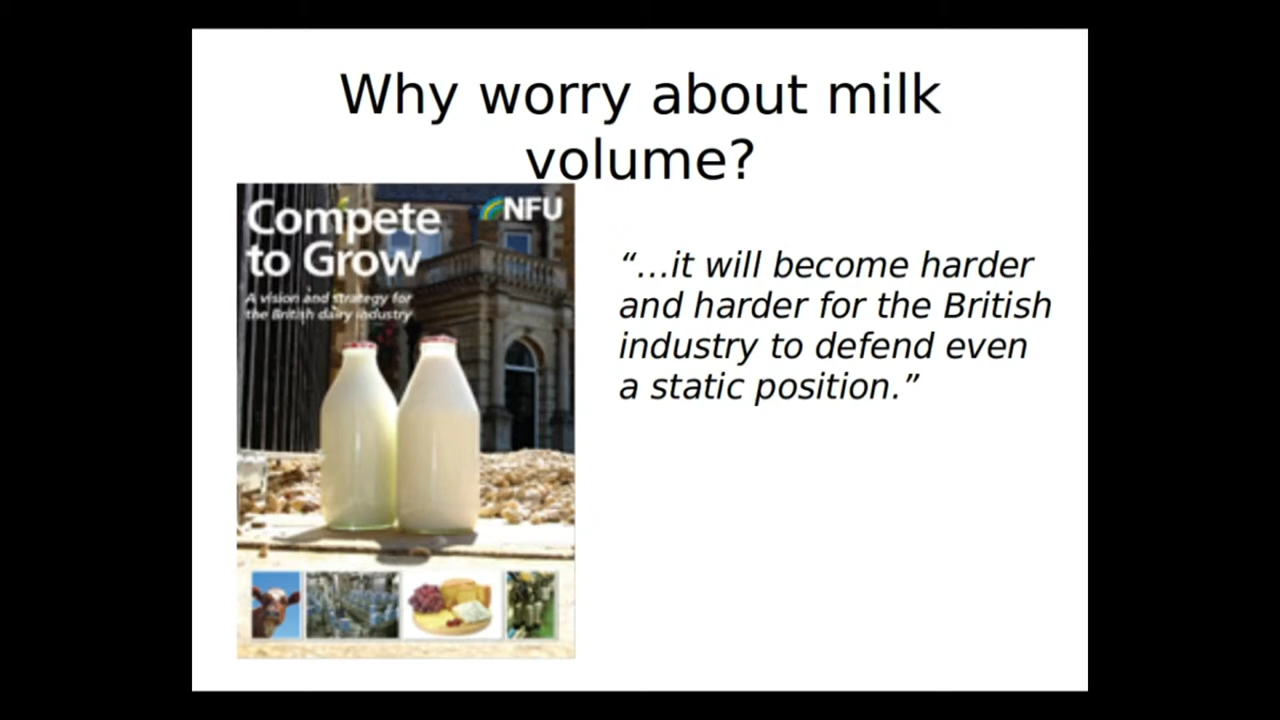 Why worry about milk
volume?
Compete
to Grow
NFU
A vision and strategy for
the British dairy industry
“...it will become harder
and harder for the British
industry to defend even
a static position.”